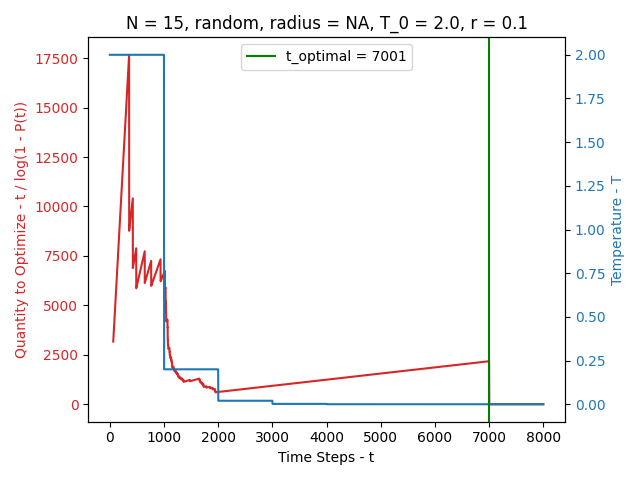 N = 15, random, radius = NA, T_0 = 2.0, r = 0.1
t_optimal = 7001
Quantity to Optimize - t / log(1 - P(t))
17500
15000
12500
10000
7500
5000
2500
0
2.00
1.75
1.50
1.25
1.00
0.75
0.50
0.25
0.00
Temperature - T
0 1000 2000 3000 4000 5000 6000 7000 8000
Time Steps - t